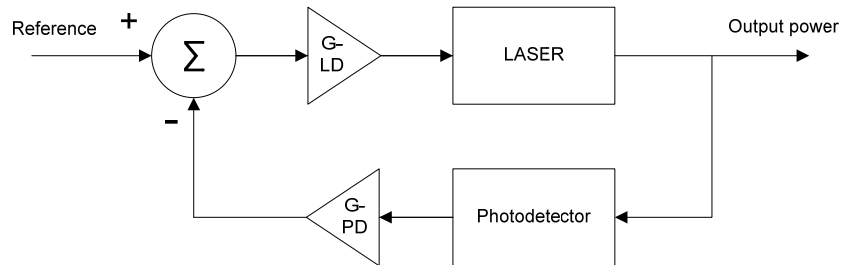 Reference
+
Σ
-
G-
LD
LASER
Output power
G-
PD
Photodetector